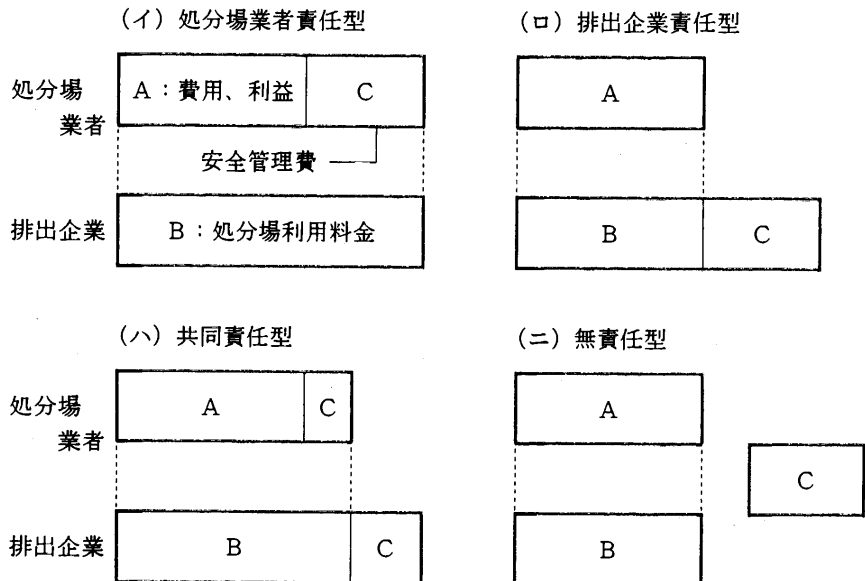 (イ) 処分場業者責任型
処分場
業者
A：費用、利益
C
安全管理費
排出企業
B：処分場利用料金
(ロ) 排出企業責任型
A
B
C
(ハ) 共同責任型
処分場
業者
A
C
排出企業
B
C
(ニ) 無責任型
A
C
B